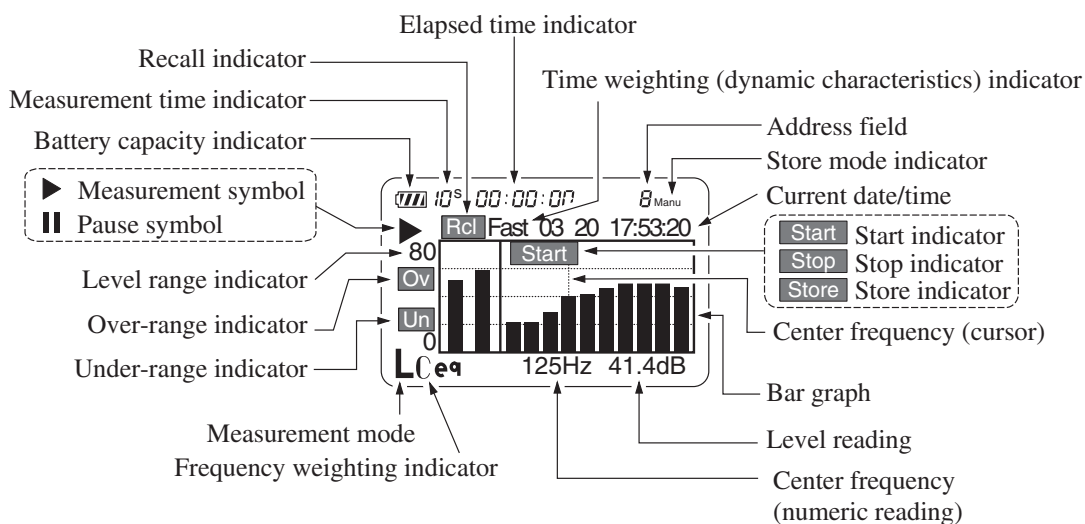 Elapsed time indicator
Recall indicator
Time weighting (dynamic characteristics) indicator
Measurement time indicator
Battery capacity indicator
Address field
Store mode indicator
Measurement symbol
Pause symbol
10s 00:00:00 8 Manu
Current date/time
Rcl Fast 03 20 17:53:20
80
Start
Start Start indicator
Stop Stop indicator
Store Store indicator
Level range indicator
Ov
Over-range indicator
Un
Center frequency (cursor)
0
Under-range indicator
LCeq 125Hz 41.4dB
Bar graph
Measurement mode
Level reading
Frequency weighting indicator
Center frequency
(numeric reading)